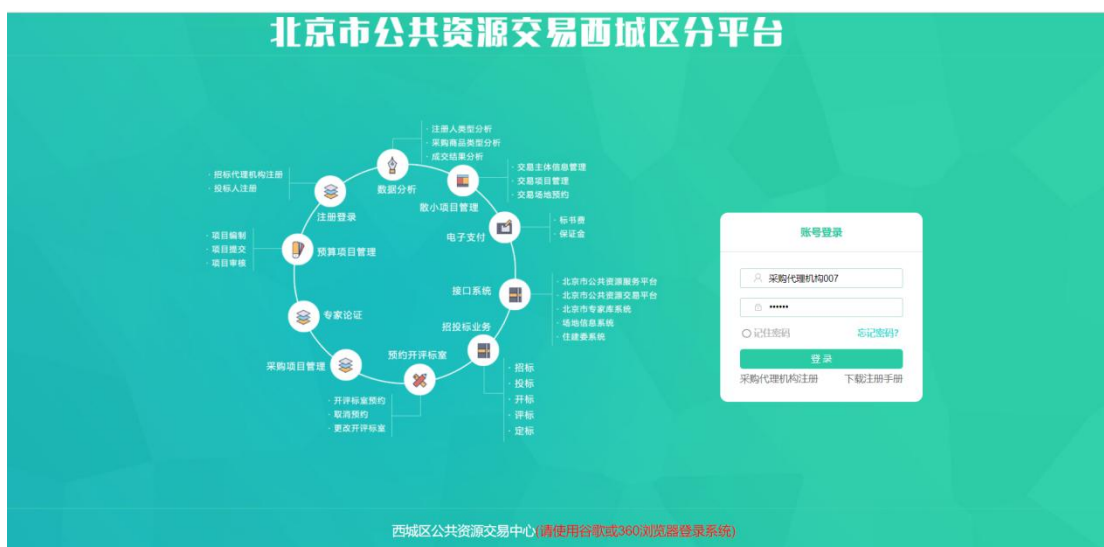 北京市公共资源交易西城区分平台
· 注册人类型分析
· 采购商品类型分析
· 成交结果分析
数据分析
· 交易主体信息管理
· 交易项目管理
· 交易场地预约
散小项目管理
· 招标代理机构注册
· 投标人注册
注册登录
· 标书费
· 保证金
电子支付
· 项目编制
· 项目提交
· 项目审核
预算项目管理
· 北京市公共资源服务平台
· 北京市公共资源交易平台
· 北京市专家库系统
· 场地信息系统
· 住建委系统
接口系统
专家论证
招投标业务
· 招标
· 投标
· 开标
· 评标
· 定标
预约开评标室
· 开评标室预约
· 取消预约
· 更改开评标室
采购项目管理
账号登录
采购代理机构007
••••••
记住密码 忘记密码?
登 录
采购代理机构注册 下载注册手册
西城区公共资源交易中心(请使用谷歌或360浏览器登录系统)